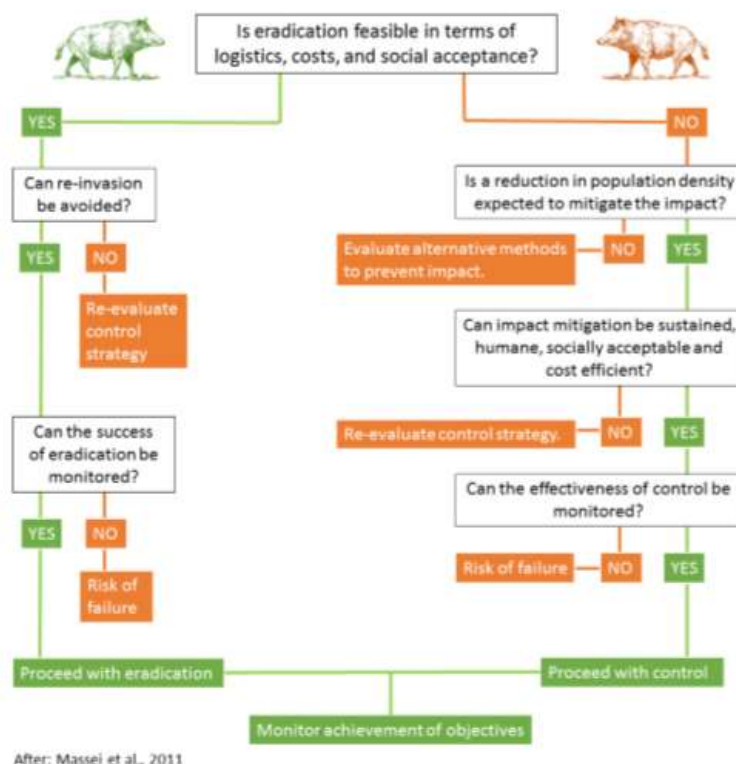 Is eradication feasible in terms of
logistics, costs, and social acceptance?
YES
NO
Can re-invasion
be avoided?
YES
NO
Re-evaluate
control
strategy
Can the success
of eradication be
monitored?
YES
NO
Risk of
failure
Proceed with eradication
Is a reduction in population density
expected to mitigate the impact?
Evaluate alternative methods
to prevent impact.
NO
YES
Can impact mitigation be sustained,
humane, socially acceptable and
cost efficient?
Re-evaluate control strategy.
NO
YES
Can the effectiveness of control be
monitored?
Risk of failure
NO
YES
Proceed with control
Monitor achievement of objectives
After: Massei et al., 2011